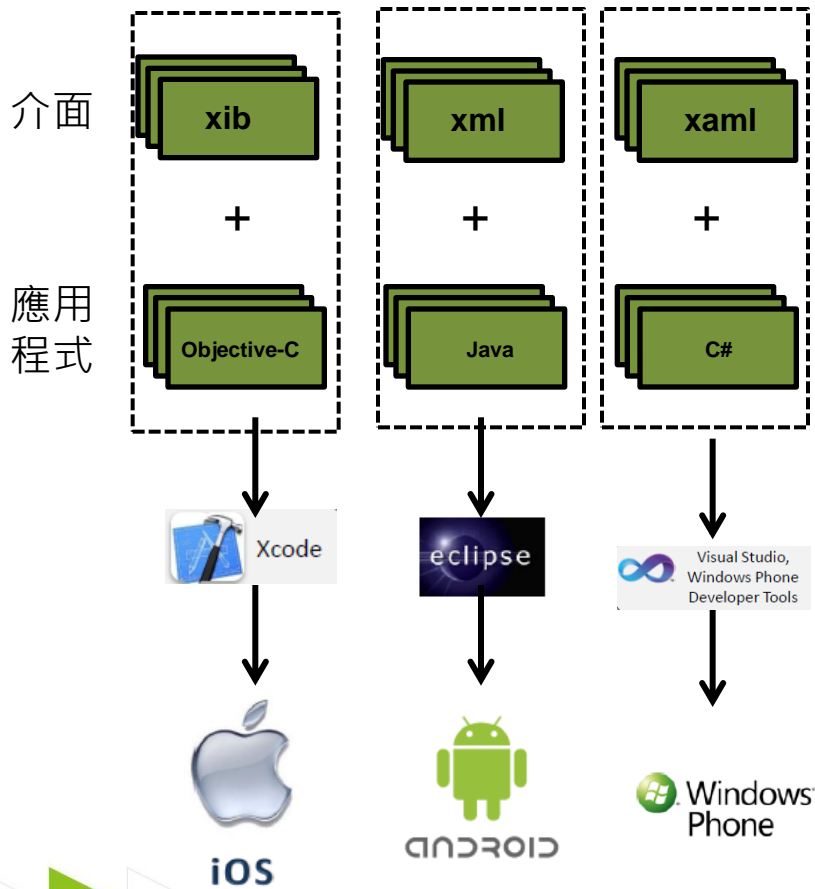 介面
xib
xml
xaml
+
+
+
應用
程式
Objective-C
Java
C#
Xcode
eclipse
Visual Studio,
Windows Phone
Developer Tools
iOS
ANDROID
Windows
Phone